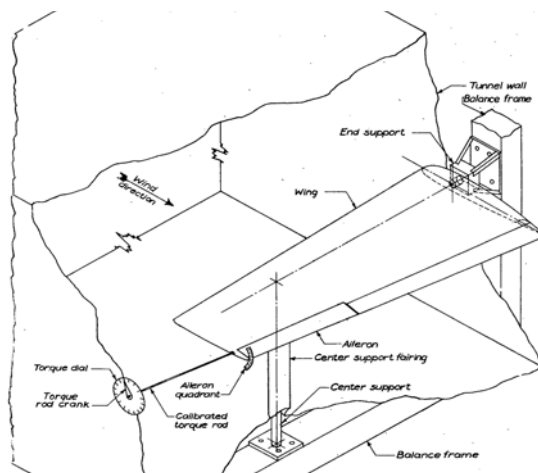 Tunnel wall
Balance frame
End support
Wing
Wind
direction
Torque dial
Torque
rod crank
Aileron
quadrant
Calibrated
torque rod
Aileron
Center support fairing
Center support
Balance frame